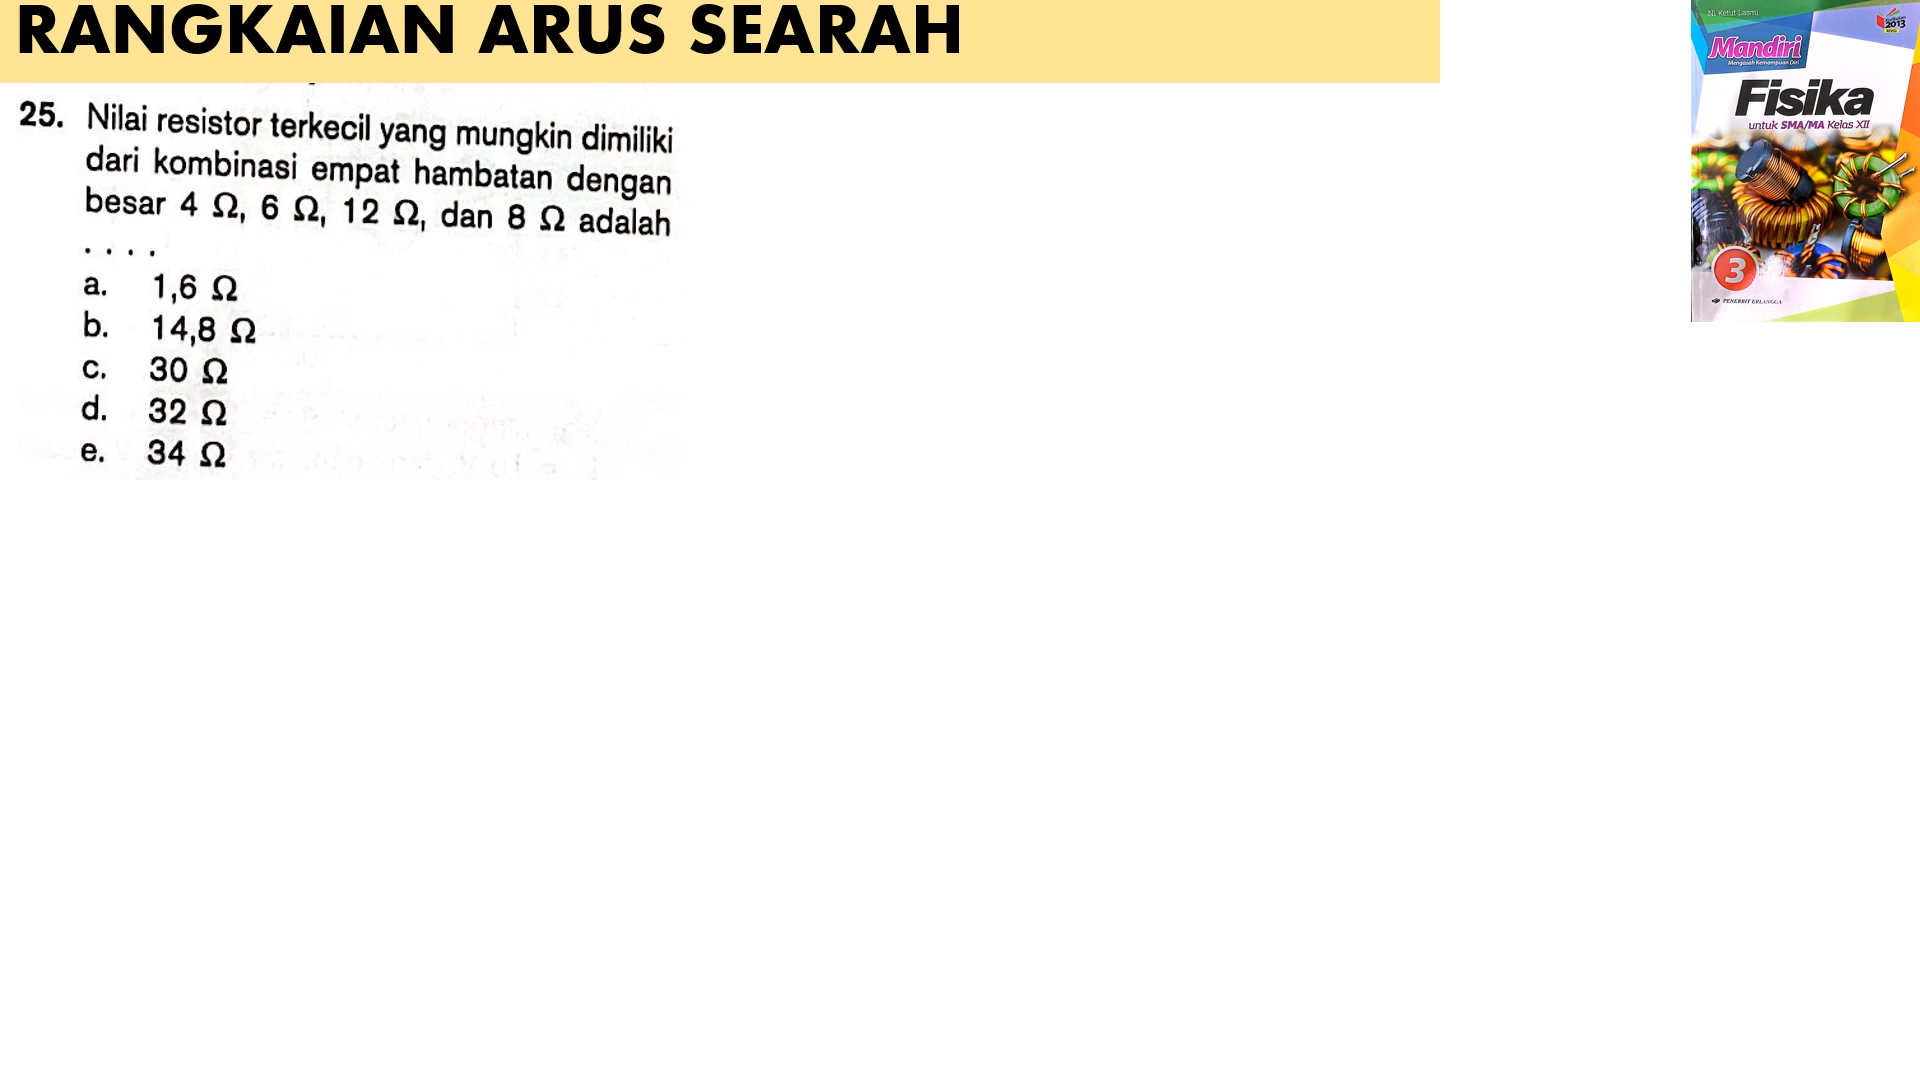 RANGKAIAN ARUS SEARAH
25. Nilai resistor terkecil yang mungkin dimiliki
dari kombinasi empat hambatan dengan
besar 4 Ω, 6 Ω, 12 Ω, dan 8 Ω adalah
. . . .
a. 1,6 Ω
b. 14,8 Ω
c. 30 Ω
d. 32 Ω
e. 34 Ω
Ni Ketut Lasmi
2013
Mandiri
Mengasah Kemampuan Diri
Fisika
untuk SMA/MA Kelas XII
3
PENERBIT ERLANGGA